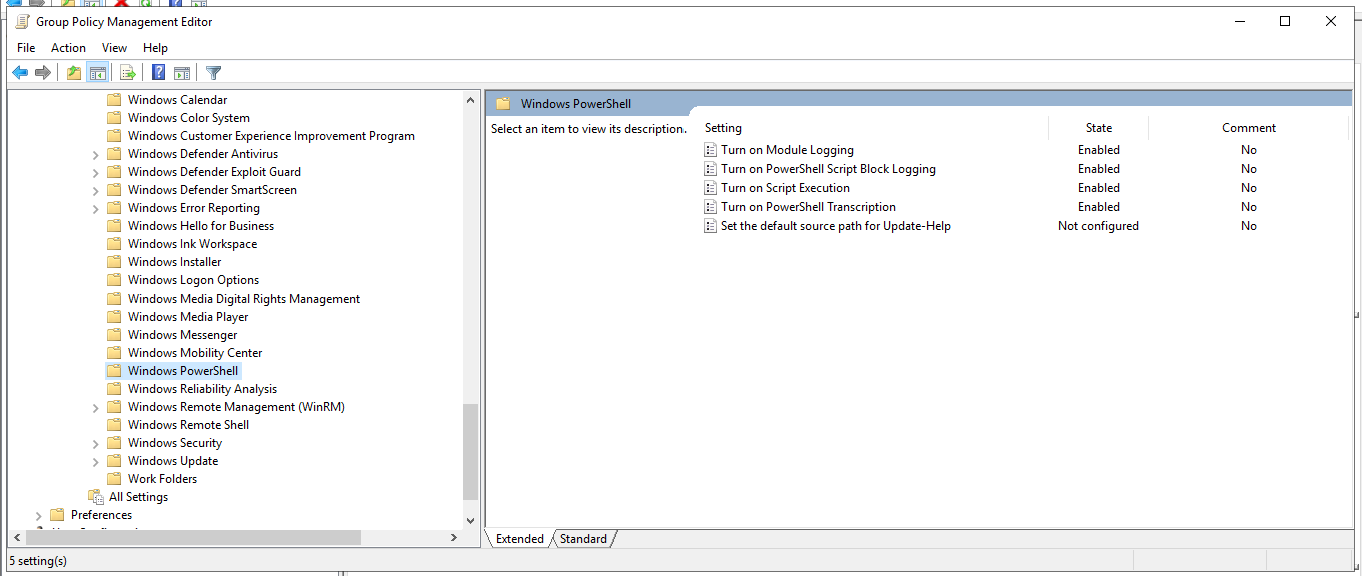 Group Policy Management Editor
File Action View Help
Windows Calendar
Windows Color System
Windows Customer Experience Improvement Program
Windows Defender Antivirus
Windows Defender Exploit Guard
Windows Defender SmartScreen
Windows Error Reporting
Windows Hello for Business
Windows Ink Workspace
Windows Installer
Windows Logon Options
Windows Media Digital Rights Management
Windows Media Player
Windows Messenger
Windows Mobility Center
Windows PowerShell
Windows Reliability Analysis
Windows Remote Management (WinRM)
Windows Remote Shell
Windows Security
Windows Update
Work Folders
All Settings
Preferences
Windows PowerShell
Select an item to view its description.
Setting State Comment
Turn on Module Logging Enabled No
Turn on PowerShell Script Block Logging Enabled No
Turn on Script Execution Enabled No
Turn on PowerShell Transcription Enabled No
Set the default source path for Update-Help Not configured No
Extended Standard
5 setting(s)